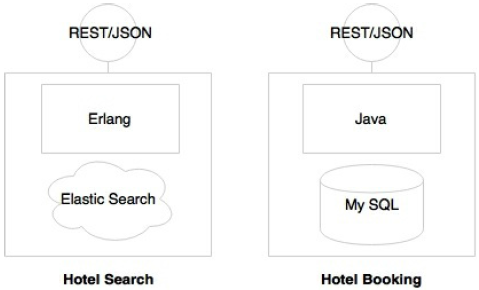 REST/JSON
Erlang
Elastic Search
Hotel Search
REST/JSON
Java
My SQL
Hotel Booking